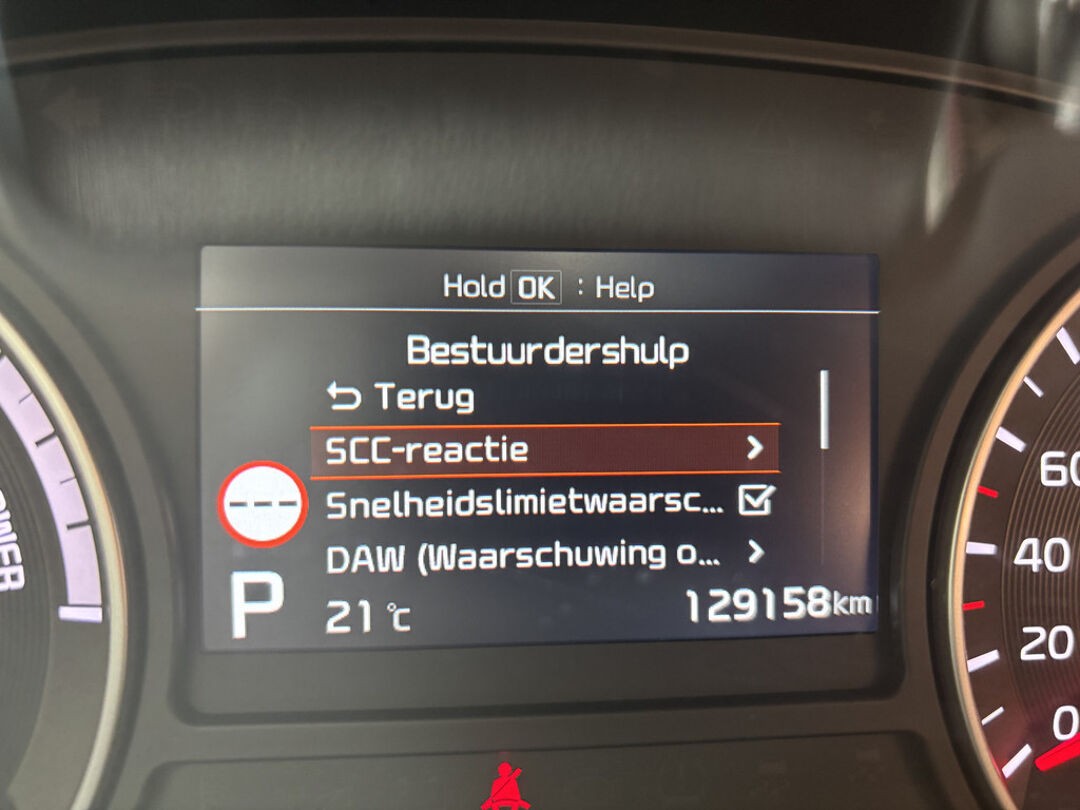 Hold OK : Help
Bestuurdershulp
Terug
SCC-reactie
Snelheidslimietwaarsc...
DAW (Waarschuwing o...
P
21 °C
129158km
60
40
20
0